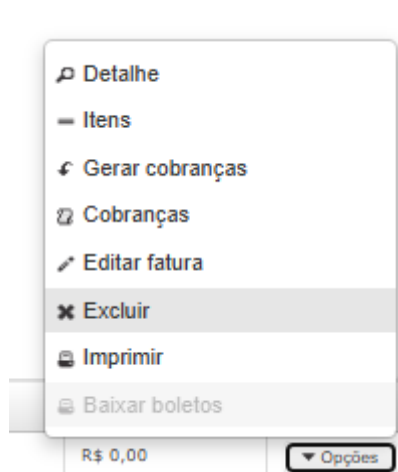 Detalhe
Itens
Gerar cobranças
Cobranças
Editar fatura
Excluir
Imprimir
Baixar boletos
R$ 0,00
Opções